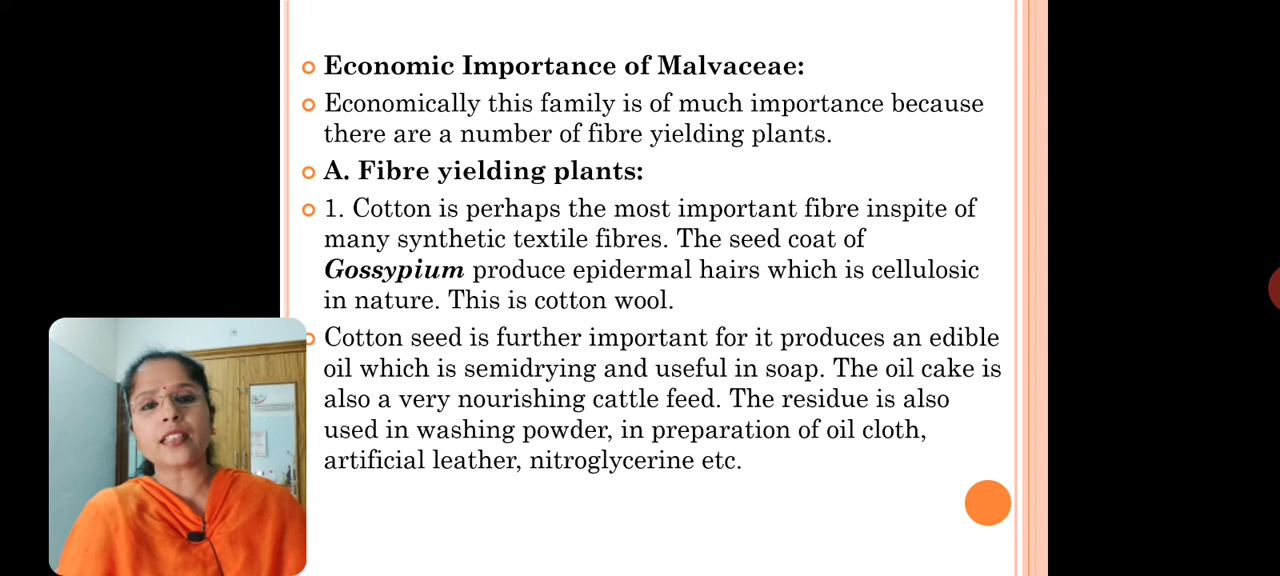 Economic Importance of Malvaceae:
Economically this family is of much importance because
there are a number of fibre yielding plants.
A. Fibre yielding plants:
1. Cotton is perhaps the most important fibre inspite of
many synthetic textile fibres. The seed coat of
Gossypium produce epidermal hairs which is cellulosic
in nature. This is cotton wool.
Cotton seed is further important for it produces an edible
oil which is semidrying and useful in soap. The oil cake is
also a very nourishing cattle feed. The residue is also
used in washing powder, in preparation of oil cloth,
artificial leather, nitroglycerine etc.